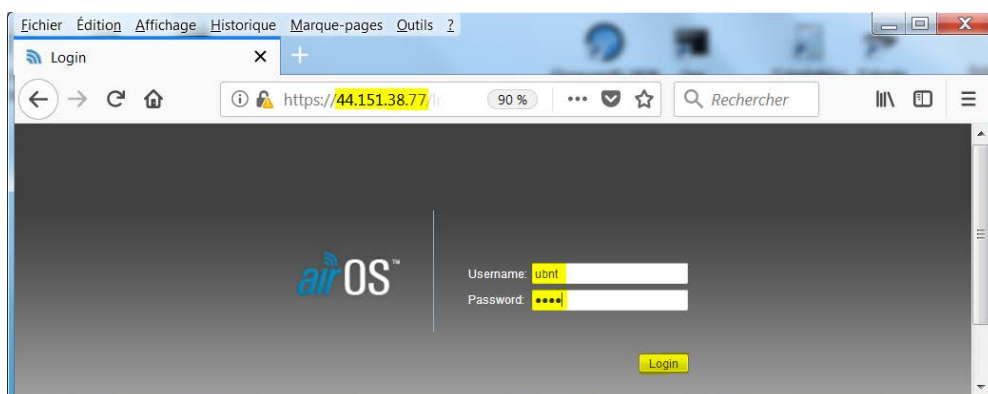 Fichier Édition Affichage Historique Marque-pages Outils ?
Login
https://44.151.38.77/l
90 %
Rechercher
airOS™
Username: ubnt
Password: ••••
Login